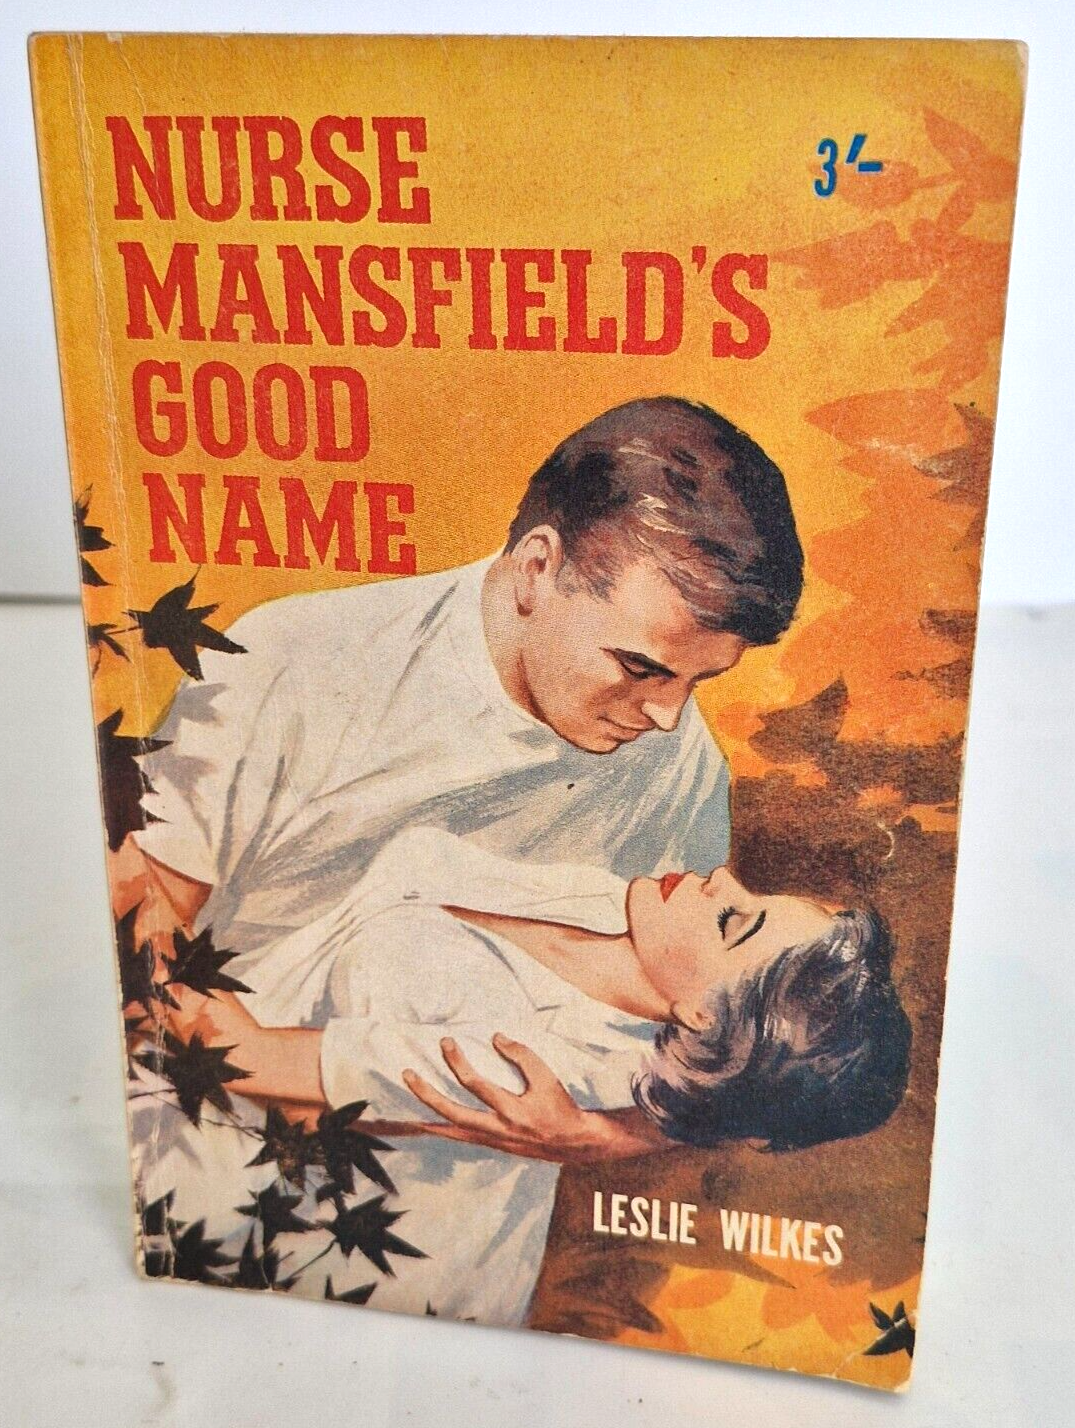 NURSE
MANSFIELD'S
GOOD
NAME
3/-
LESLIE WILKES